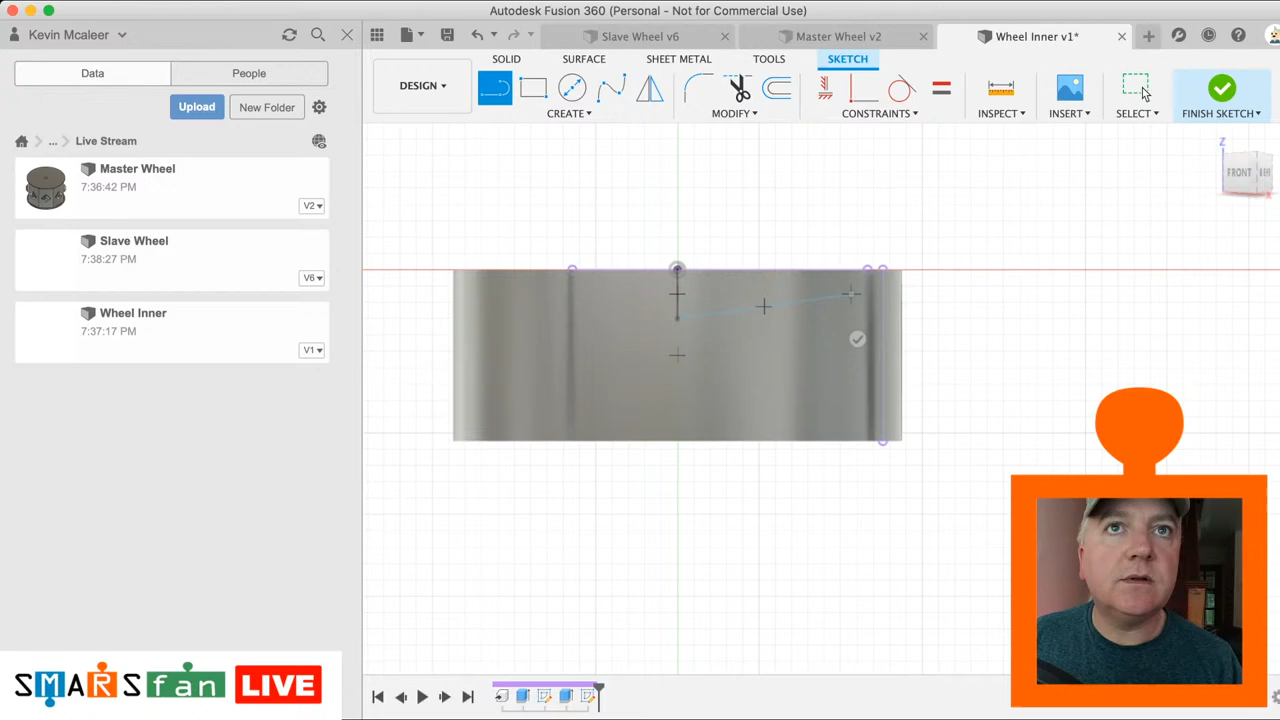 Autodesk Fusion 360 (Personal - Not for Commercial Use)
Kevin Mcaleer
Slave Wheel v6
Master Wheel v2
Wheel Inner v1*
Data
People
Upload
New Folder
... Live Stream
Master Wheel
7:36:42 PM
V2
Slave Wheel
7:38:27 PM
V6
Wheel Inner
7:37:17 PM
V1
DESIGN
SOLID
SURFACE
SHEET METAL
TOOLS
SKETCH
CREATE
MODIFY
CONSTRAINTS
INSPECT
INSERT
SELECT
FINISH SKETCH
Z
FRONT
X
SMARSfan LIVE